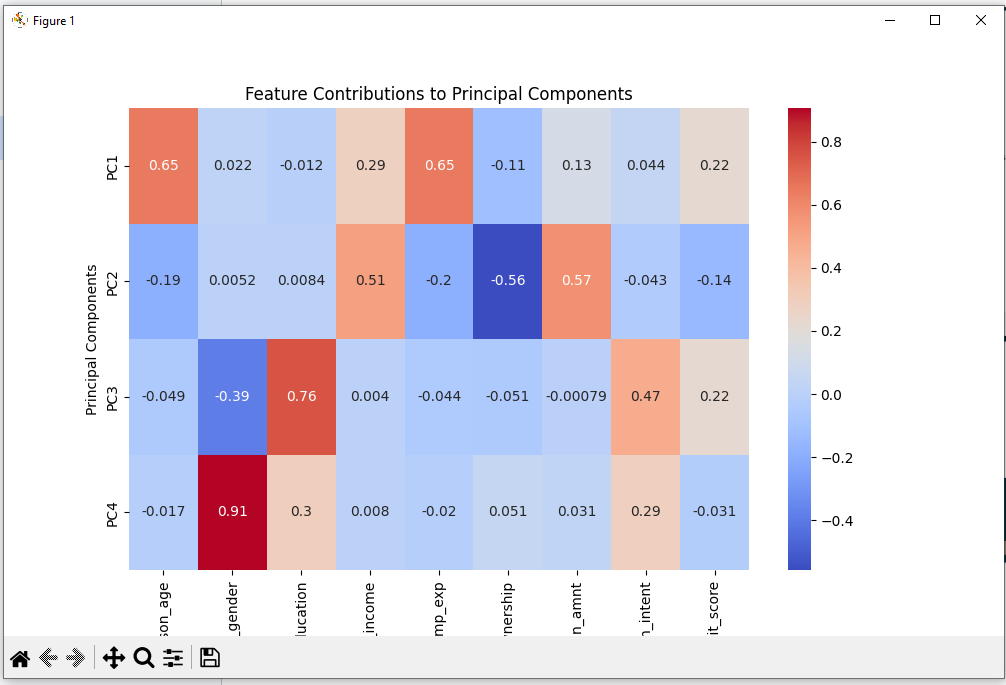 Figure 1
Feature Contributions to Principal Components
Principal Components
PC1 0.65 0.022 -0.012 0.29 0.65 -0.11 0.13 0.044 0.22
PC2 -0.19 0.0052 0.0084 0.51 -0.2 -0.56 0.57 -0.043 -0.14
PC3 -0.049 -0.39 0.76 0.004 -0.044 -0.051 -0.00079 0.47 0.22
PC4 -0.017 0.91 0.3 0.008 -0.02 0.051 0.031 0.29 -0.031
son_age _gender lucation _income mp_exp nership n_amnt n_intent it_score
0.8
0.6
0.4
0.2
0.0
−0.2
−0.4